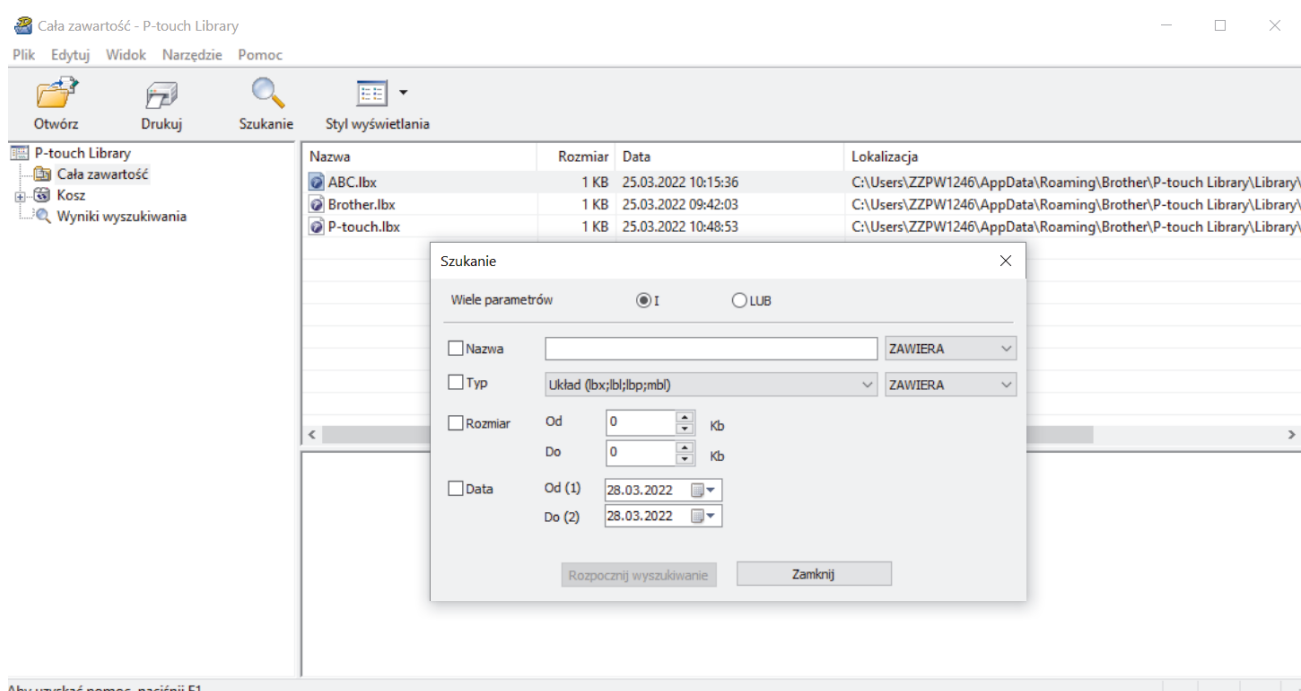 Cała zawartość - P-touch Library
Plik Edytuj Widok Narzędzie Pomoc
Otwórz Drukuj Szukanie Styl wyświetlania
P-touch Library
Cała zawartość
Kosz
Wyniki wyszukiwania
Nazwa Rozmiar Data Lokalizacja
ABC.lbx 1 KB 25.03.2022 10:15:36 C:\Users\ZZPW1246\AppData\Roaming\Brother\P-touch Library\Library\
Brother.lbx 1 KB 25.03.2022 09:42:03 C:\Users\ZZPW1246\AppData\Roaming\Brother\P-touch Library\Library\
P-touch.lbx 1 KB 25.03.2022 10:48:53 C:\Users\ZZPW1246\AppData\Roaming\Brother\P-touch Library\Library\
Szukanie
Wiele parametrów I LUB
Nazwa ZAWIERA
Typ Układ (lbx;lbl;lbp;mbl) ZAWIERA
Rozmiar Od 0 Kb
Do 0 Kb
Data Od (1) 28.03.2022
Do (2) 28.03.2022
Rozpocznij wyszukiwanie Zamknij
Aby uzyskać pomoc, naciśnij F1